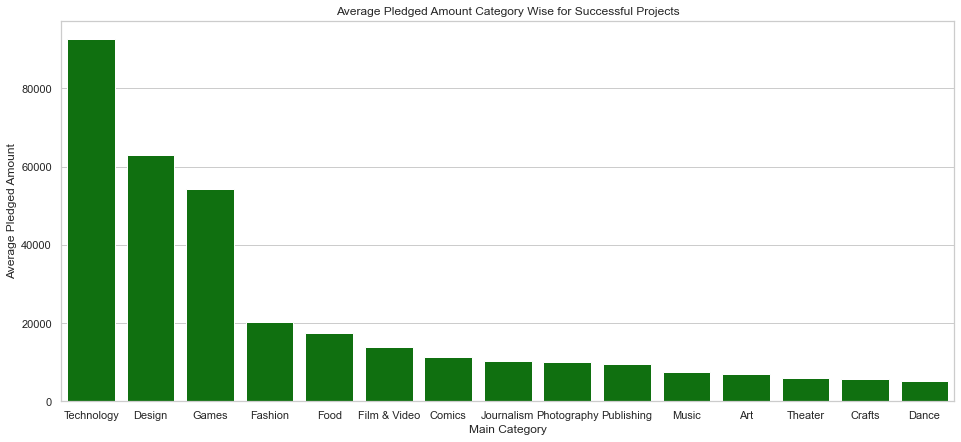 Average Pledged Amount Category Wise for Successful Projects
80000
60000
40000
20000
0
Average Pledged Amount
Technology Design Games Fashion Food Film & Video Comics Journalism Photography Publishing Music Art Theater Crafts Dance
Main Category